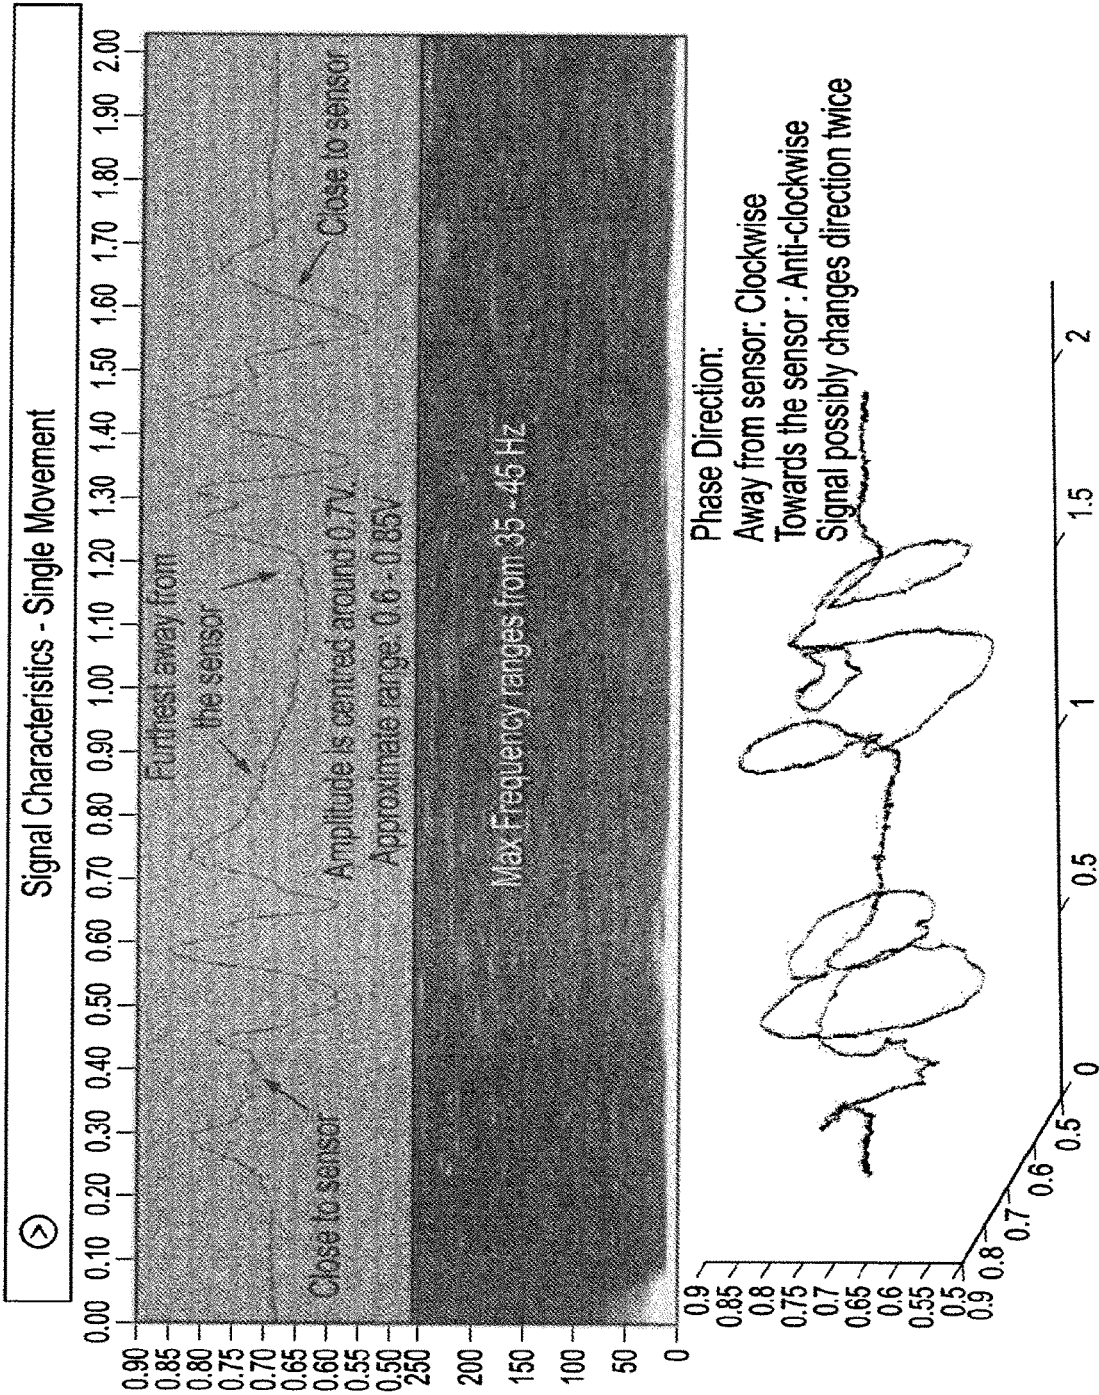 Signal Characteristics - Single Movement
0.00 0.10 0.20 0.30 0.40 0.50 0.60 0.70 0.80 0.90 1.00 1.10 1.20 1.30 1.40 1.50 1.60 1.70 1.80 1.90 2.00
0.90
0.85
0.80
0.75
0.70
0.65
0.60
0.55
0.50
Furthest away from
the sensor
Close to sensor
Close to sensor
Amplitude is centred around 0.7V.
Approximate range: 0.6 - 0.85V
250
200
150
100
50
0
Max Frequency ranges from 35 - 45 Hz
Phase Direction:
Away from sensor: Clockwise
Towards the sensor : Anti-clockwise
Signal possibly changes direction twice
0.9
0.85
0.8
0.75
0.7
0.65
0.6
0.55
0.5
0.9 0.8 0.7 0.6 0.5
0 0.5 1 1.5 2